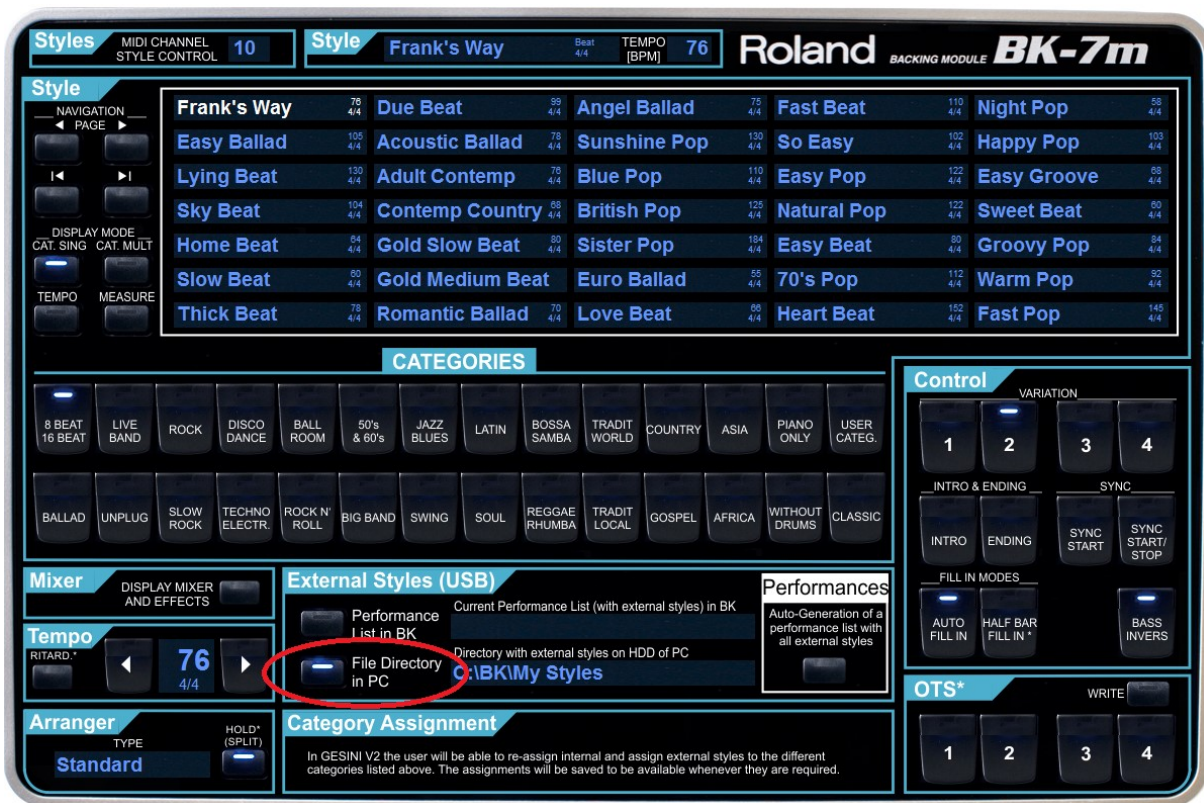 Styles
MIDI CHANNEL
STYLE CONTROL
10
Style
Frank's Way
Beat
4/4
TEMPO
[BPM]
76
Roland
BACKING MODULE
BK-7m
Style
NAVIGATION
◀ PAGE ▶
DISPLAY MODE
CAT. SING CAT. MULT
TEMPO MEASURE
Frank's Way 76 4/4 Due Beat 99 4/4 Angel Ballad 75 4/4 Fast Beat 110 4/4 Night Pop 58 4/4
Easy Ballad 105 4/4 Acoustic Ballad 78 4/4 Sunshine Pop 130 4/4 So Easy 102 4/4 Happy Pop 103 4/4
Lying Beat 130 4/4 Adult Contemp 76 4/4 Blue Pop 110 4/4 Easy Pop 122 4/4 Easy Groove 68 4/4
Sky Beat 104 4/4 Contemp Country 68 4/4 British Pop 125 4/4 Natural Pop 122 4/4 Sweet Beat 60 4/4
Home Beat 64 4/4 Gold Slow Beat 80 4/4 Sister Pop 184 4/4 Easy Beat 80 4/4 Groovy Pop 84 4/4
Slow Beat 60 4/4 Gold Medium Beat Euro Ballad 55 4/4 70's Pop 112 4/4 Warm Pop 92 4/4
Thick Beat 78 4/4 Romantic Ballad 70 4/4 Love Beat 66 4/4 Heart Beat 152 4/4 Fast Pop 145 4/4
CATEGORIES
8 BEAT
16 BEAT
LIVE
BAND
ROCK
DISCO
DANCE
BALL
ROOM
50's
& 60's
JAZZ
BLUES
LATIN
BOSSA
SAMBA
TRADIT
WORLD
COUNTRY
ASIA
PIANO
ONLY
USER
CATEG.
BALLAD
UNPLUG
SLOW
ROCK
TECHNO
ELECTR.
ROCK N'
ROLL
BIG BAND
SWING
SOUL
REGGAE
RHUMBA
TRADIT
LOCAL
GOSPEL
AFRICA
WITHOUT
DRUMS
CLASSIC
Control
VARIATION
1 2 3 4
INTRO & ENDING
SYNC
INTRO
ENDING
SYNC
START
SYNC
START/
STOP
FILL IN MODES
AUTO
FILL IN
HALF BAR
FILL IN *
BASS
INVERS
Mixer
DISPLAY MIXER
AND EFFECTS
Tempo
RITARD.*
76
4/4
Arranger
TYPE
Standard
HOLD*
(SPLIT)
External Styles (USB)
Performance
List in BK
Current Performance List (with external styles) in BK
File Directory
in PC
Directory with external styles on HDD of PC
C:\BK\My Styles
Performances
Auto-Generation of a
performance list with
all external styles
Category Assignment
In GESINI V2 the user will be able to re-assign internal and assign external styles to the different
categories listed above. The assignments will be saved to be available whenever they are required.
OTS*
WRITE
1 2 3 4